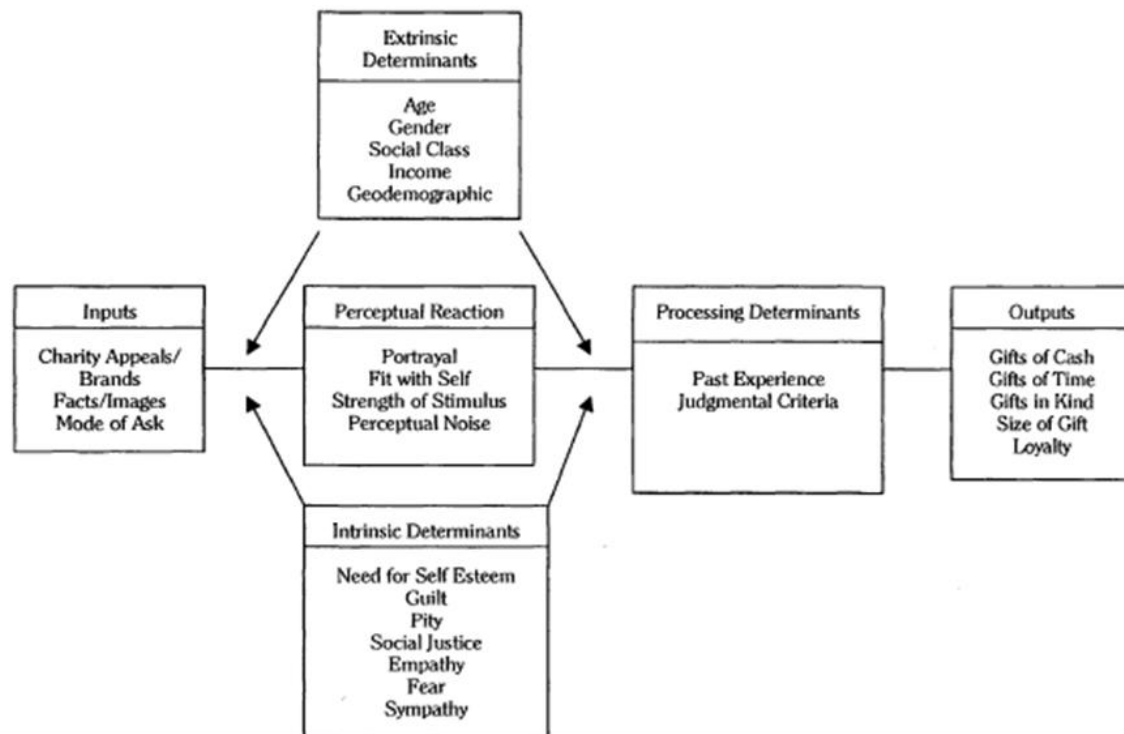 Extrinsic
Determinants
Age
Gender
Social Class
Income
Geodemographic
Inputs
Charity Appeals/
Brands
Facts/Images
Mode of Ask
Perceptual Reaction
Portrayal
Fit with Self
Strength of Stimulus
Perceptual Noise
Processing Determinants
Past Experience
Judgmental Criteria
Outputs
Gifts of Cash
Gifts of Time
Gifts in Kind
Size of Gift
Loyalty
Intrinsic Determinants
Need for Self Esteem
Guilt
Pity
Social Justice
Empathy
Fear
Sympathy